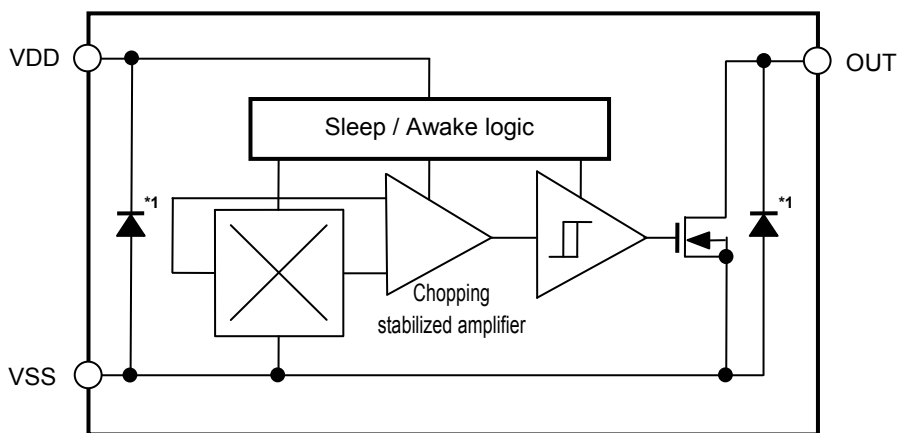 VDD
OUT
Sleep / Awake logic
*1
*1
Chopping
stabilized amplifier
VSS